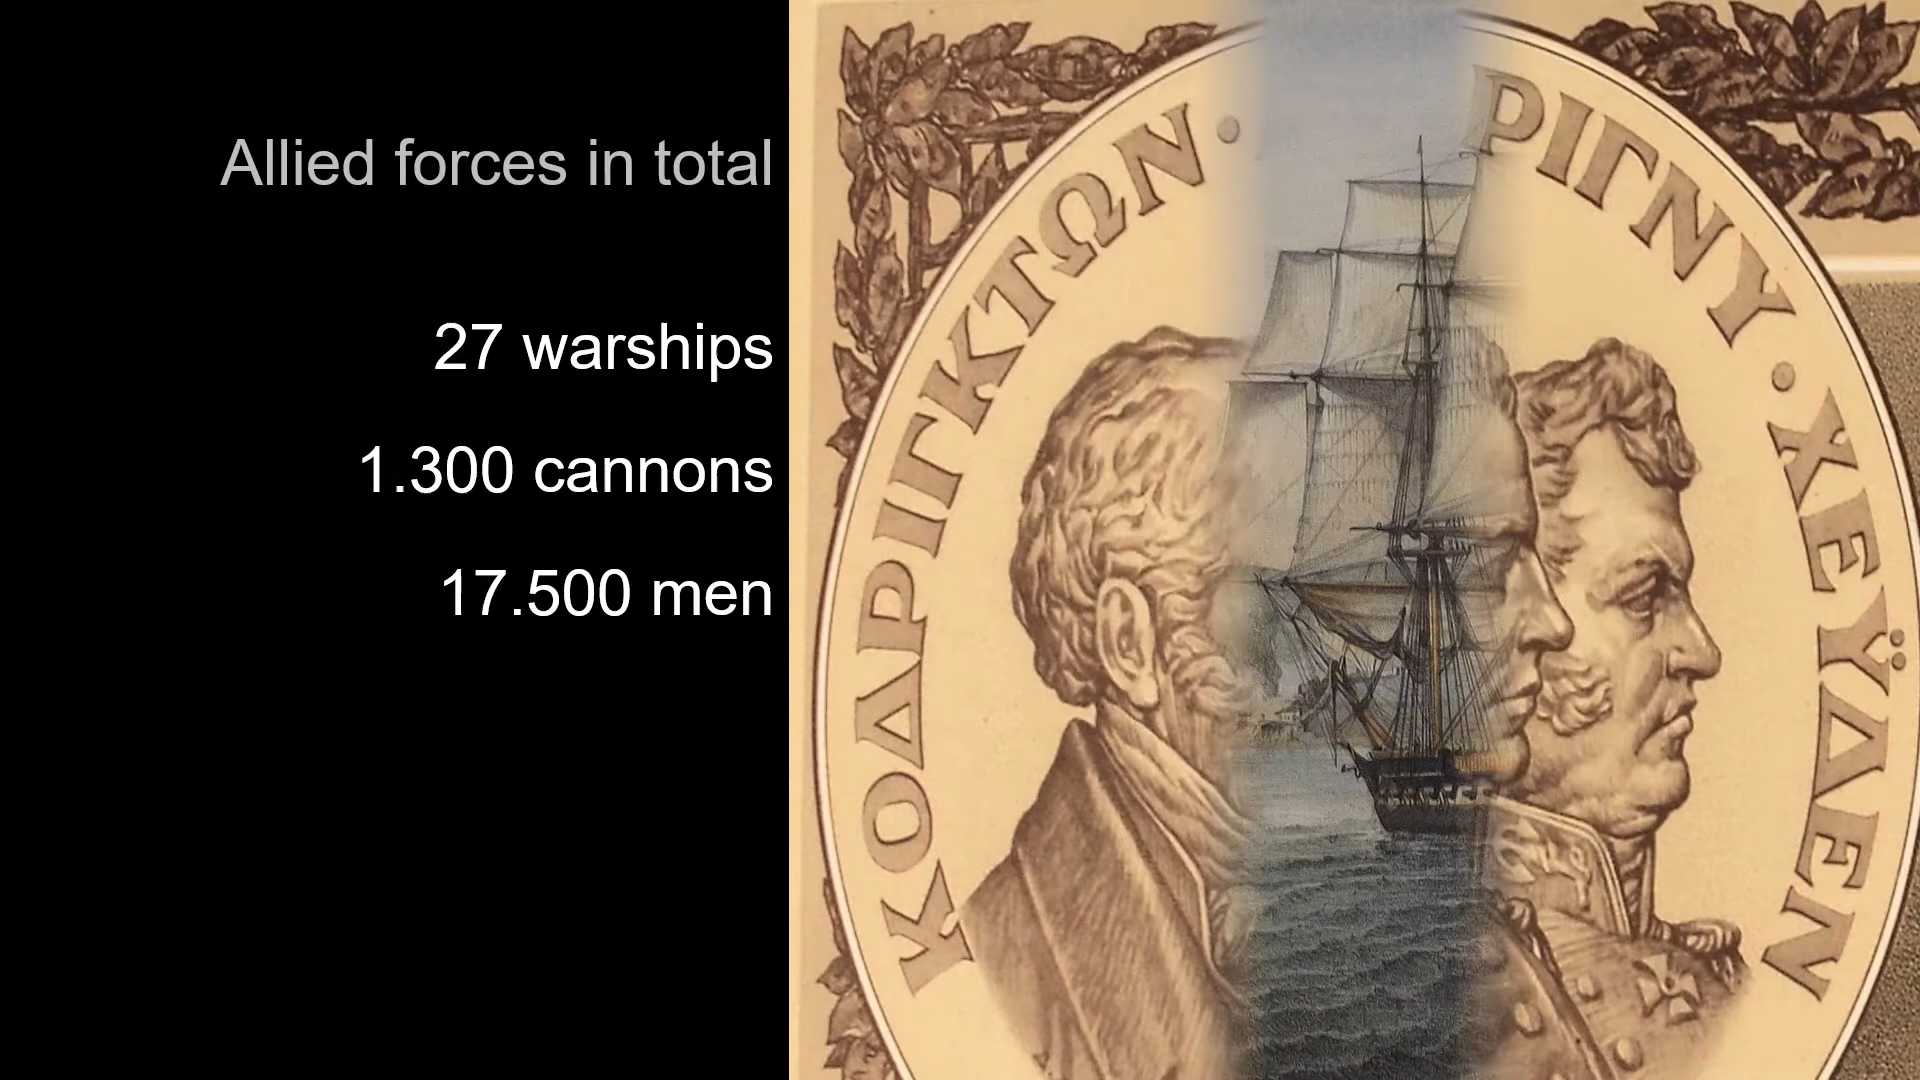 Allied forces in total
27 warships
1.300 cannons
17.500 men
ΚΟΔΡΙΓΚΤΩΝ · ΡΙΓΝΥ · ΧΕΫΔΕΝ